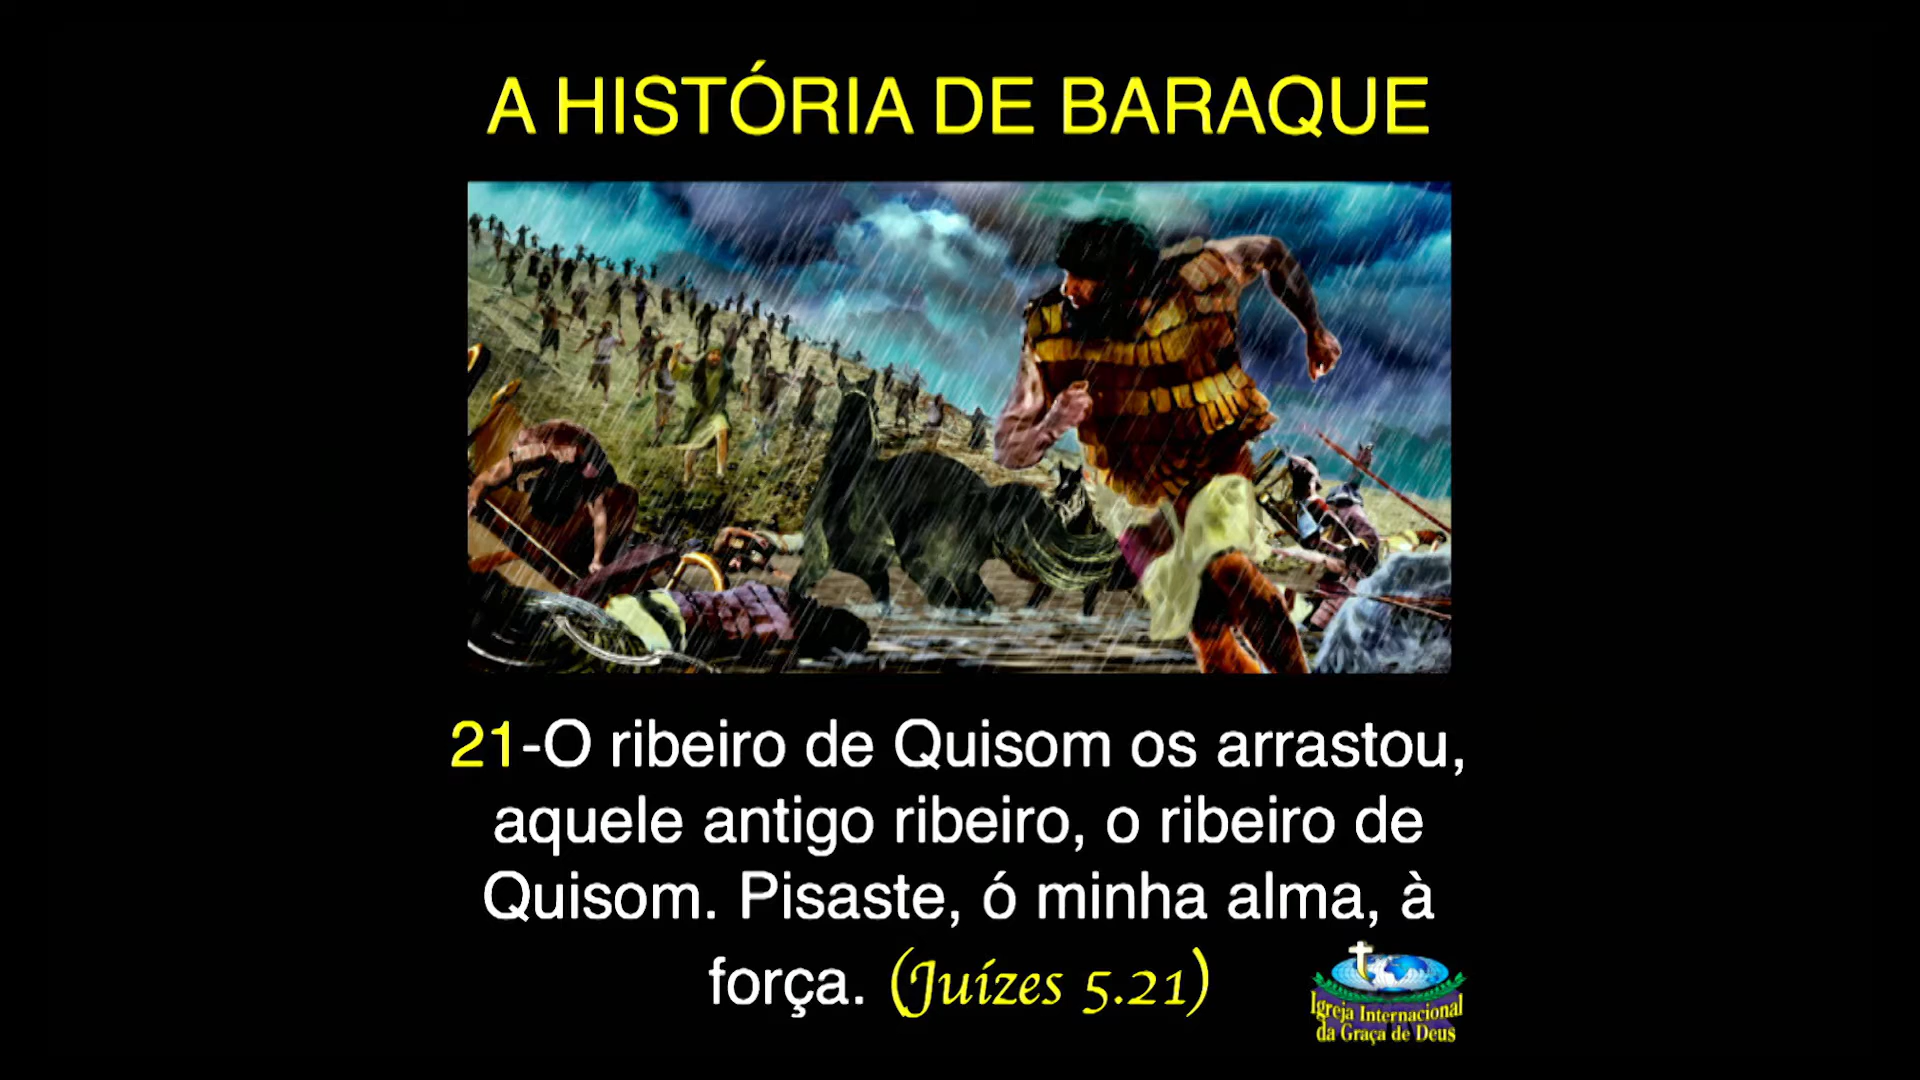 A HISTÓRIA DE BARAQUE
21-O ribeiro de Quisom os arrastou,
aquele antigo ribeiro, o ribeiro de
Quisom. Pisaste, ó minha alma, à
força. (Juízes 5.21)
Igreja Internacional
da Graça de Deus